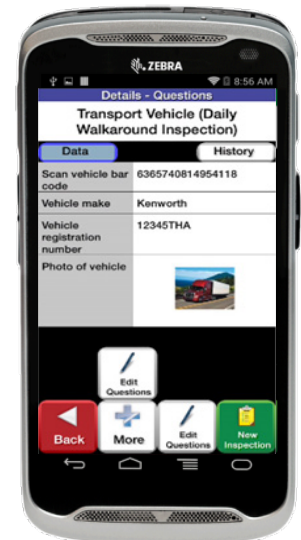 ZEBRA
8:56 AM
Details - Questions
Transport Vehicle (Daily
Walkaround Inspection)
Data
History
Scan vehicle bar
code
6365740814954118
Vehicle make
Kenworth
Vehicle
registration
number
12345THA
Photo of vehicle
Edit
Questions
Back
More
Edit
Questions
New
Inspection